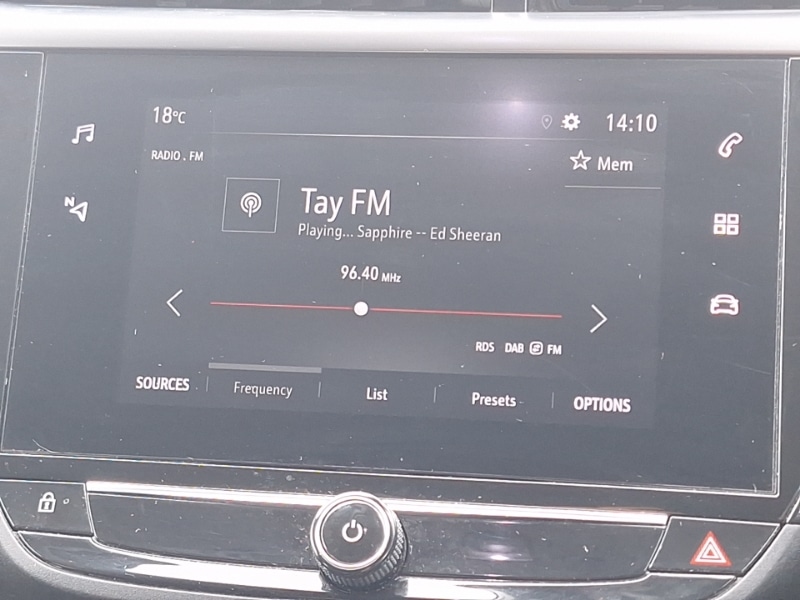 18°C
14:10
RADIO . FM
Mem
Tay FM
Playing... Sapphire -- Ed Sheeran
96.40 MHz
RDS DAB FM
SOURCES Frequency List Presets OPTIONS
N